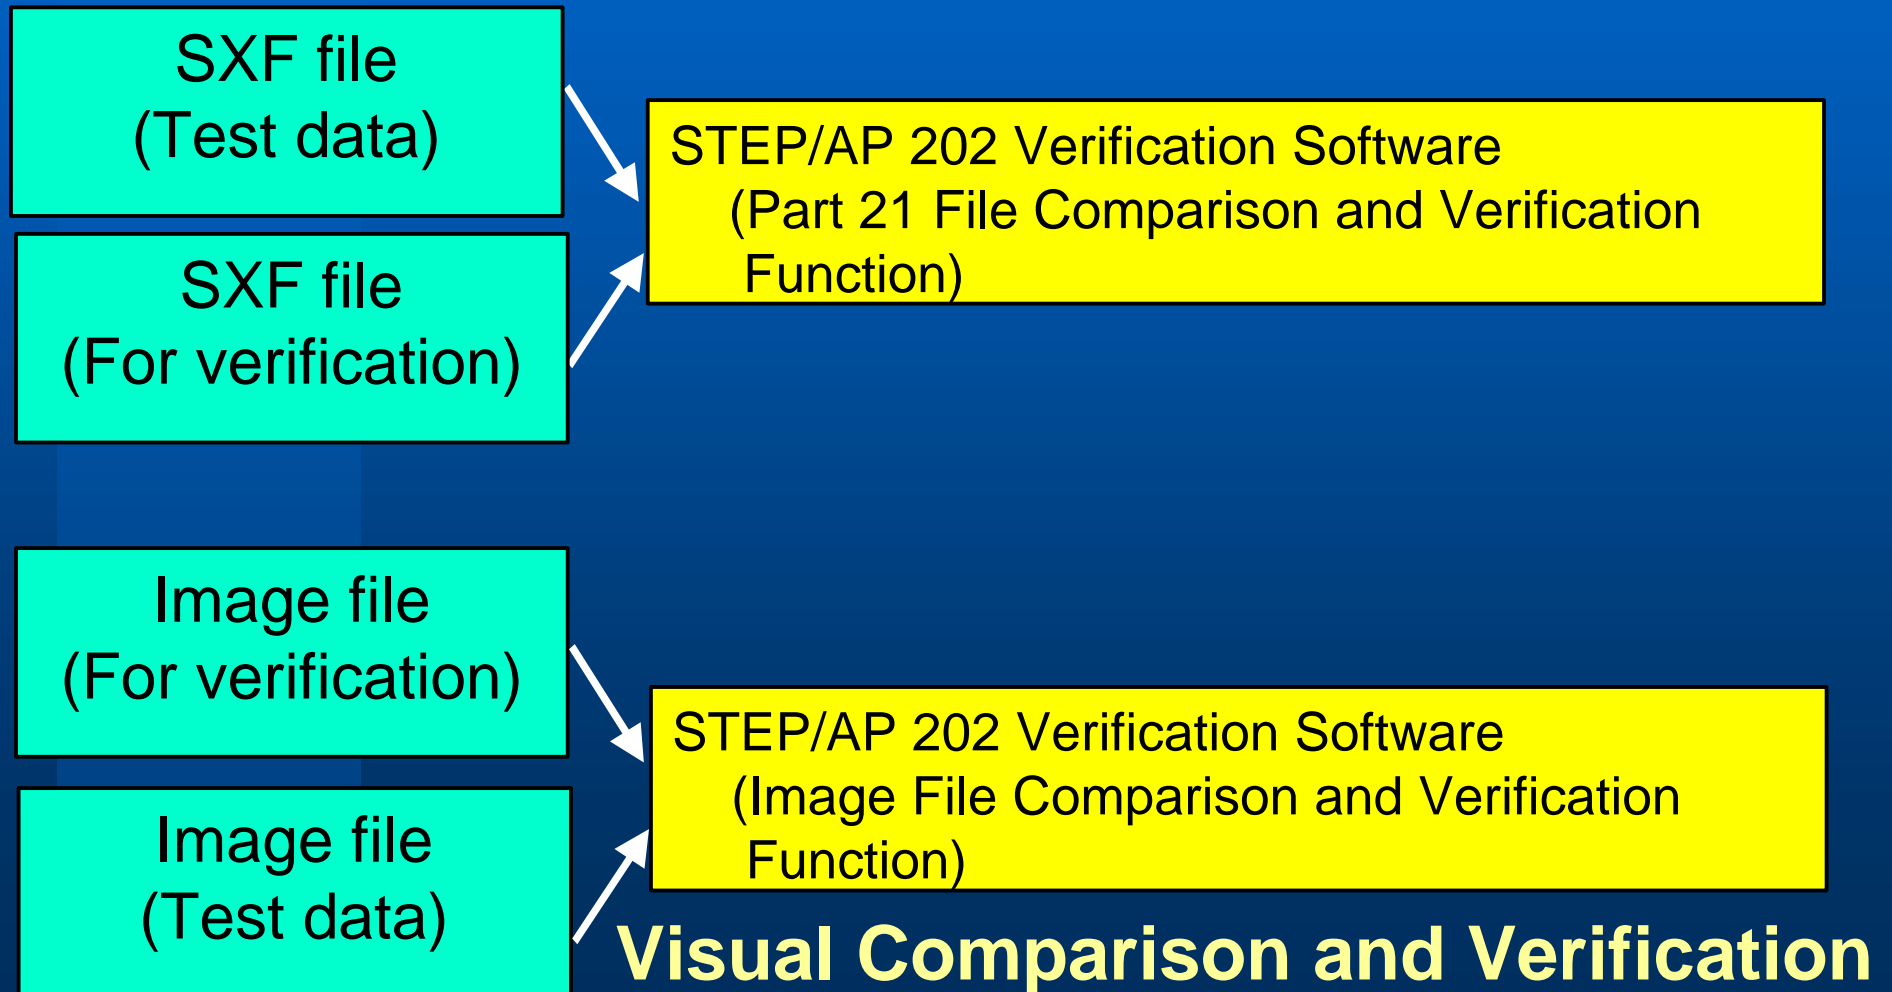 SXF file
(Test data)
STEP/AP 202 Verification Software
(Part 21 File Comparison and Verification
Function)
SXF file
(For verification)
Image file
(For verification)
STEP/AP 202 Verification Software
(Image File Comparison and Verification
Function)
Image file
(Test data)
Visual Comparison and Verification